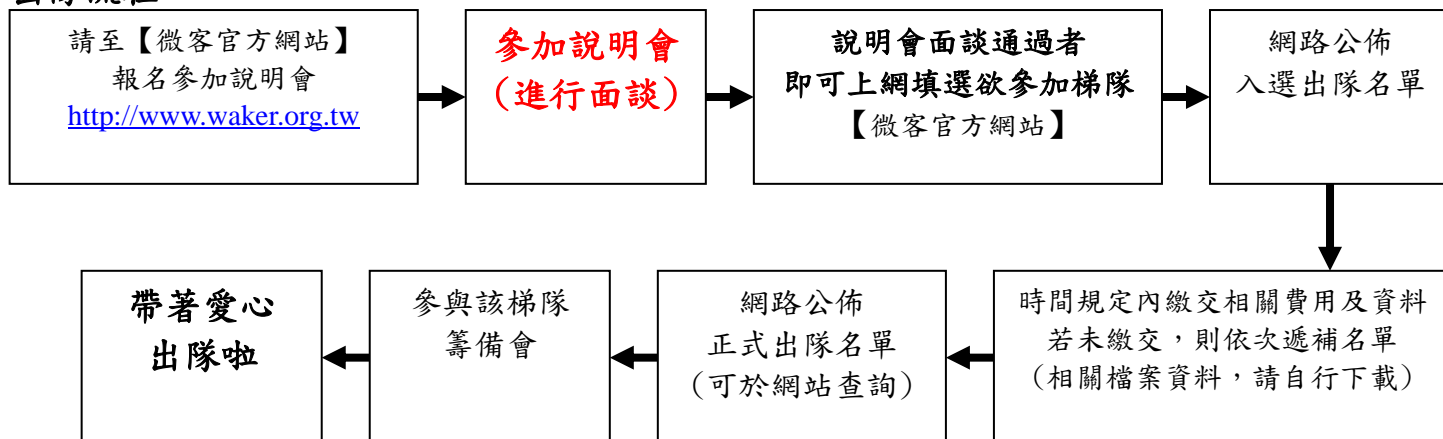 請至【微客官方網站】
報名參加說明會
http://www.waker.org.tw
參加說明會
(進行面談)
說明會面談通過者
即可上網填選欲參加梯隊
【微客官方網站】
網路公佈
入選出隊名單
時間規定內繳交相關費用及資料
若未繳交，則依次遞補名單
(相關檔案資料，請自行下載)
網路公佈
正式出隊名單
(可於網站查詢)
參與該梯隊
籌備會
帶著愛心
出隊啦